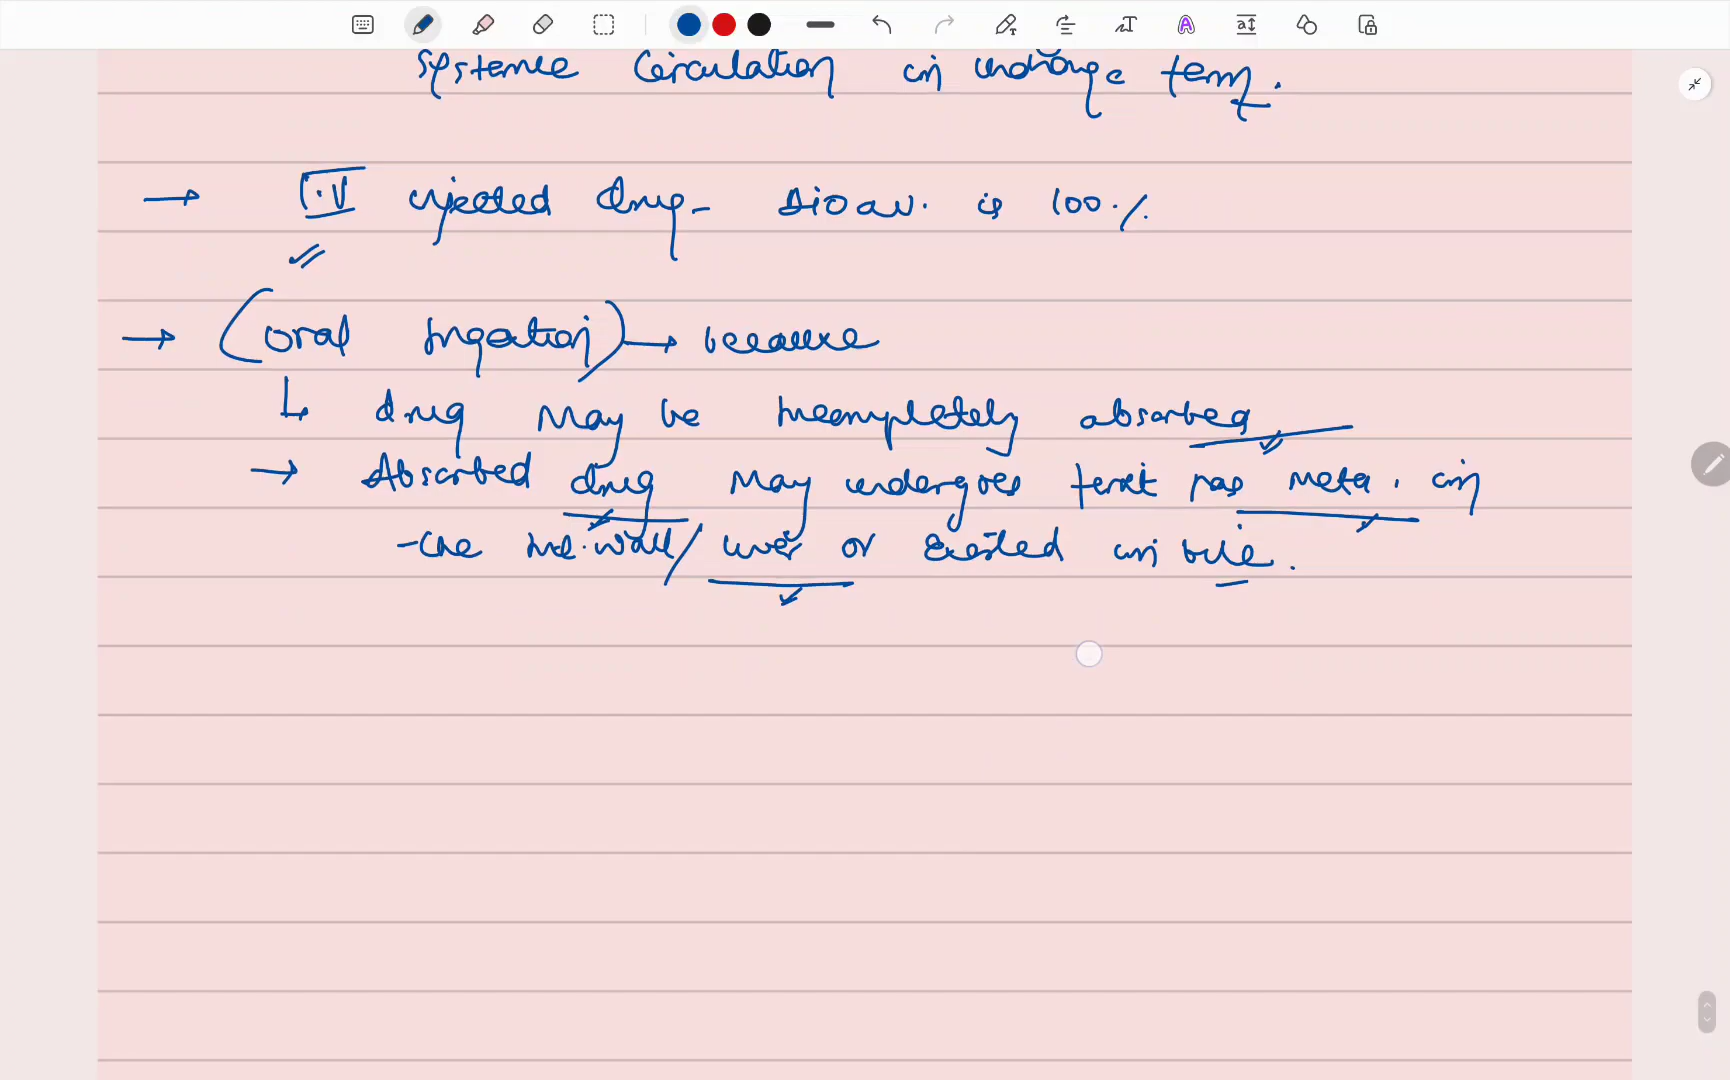 Systemic Circulation in unchange form.
→ I.V injected drug - Bioav. is 100%
→ (oral Ingestion) → because
↳ drug May be Incompletely absorbed
→ Absorbed drug May undergoes first pass meta. in
the Int. wall/ liver or Excreted in bile.